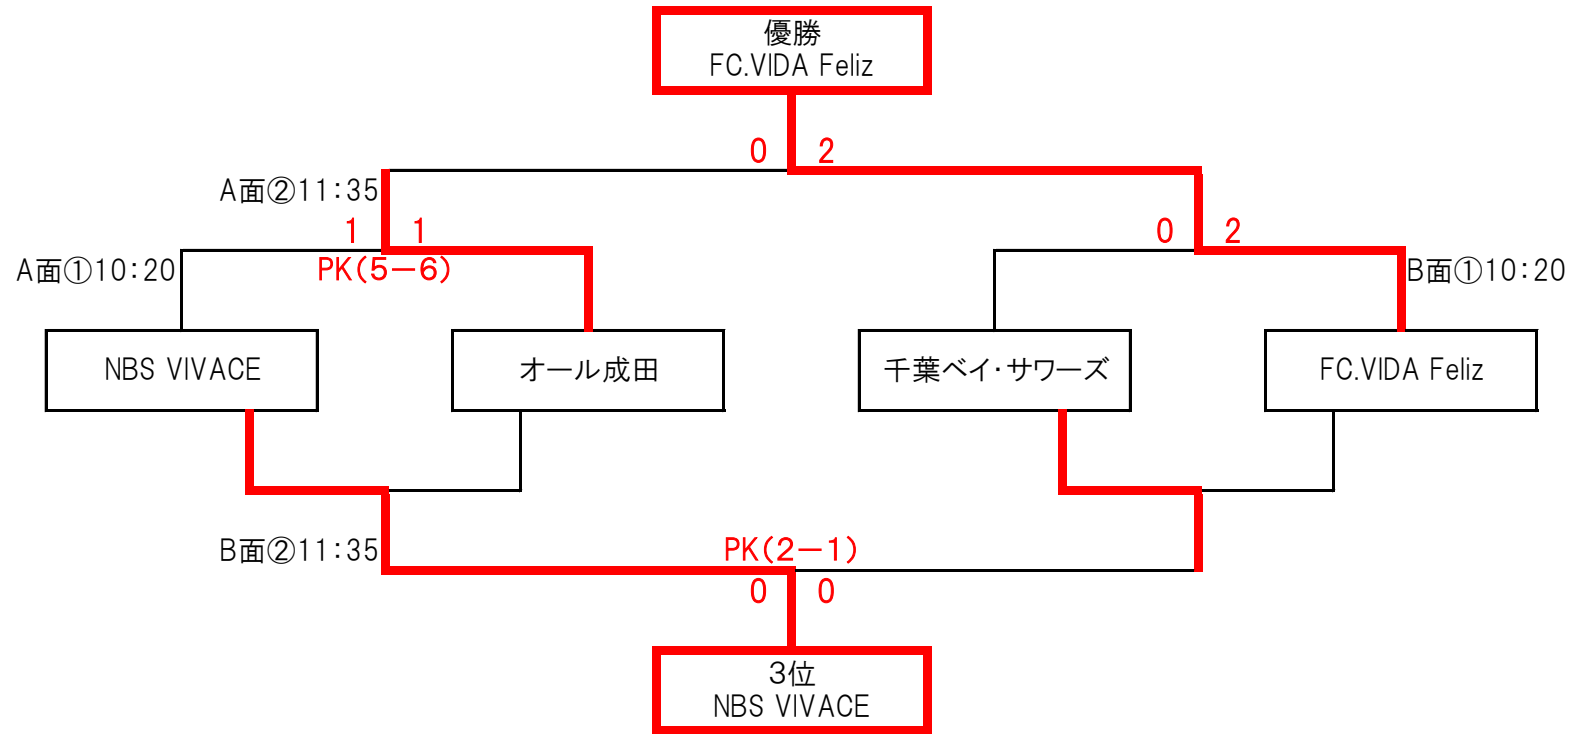 優勝
FC.VIDA Feliz
0 2
A面②11:35
1 1
0 2
A面①10:20
PK(5-6)
B面①10:20
NBS VIVACE
オール成田
千葉ベイ・サワーズ
FC.VIDA Feliz
B面②11:35
PK(2-1)
0 0
3位
NBS VIVACE